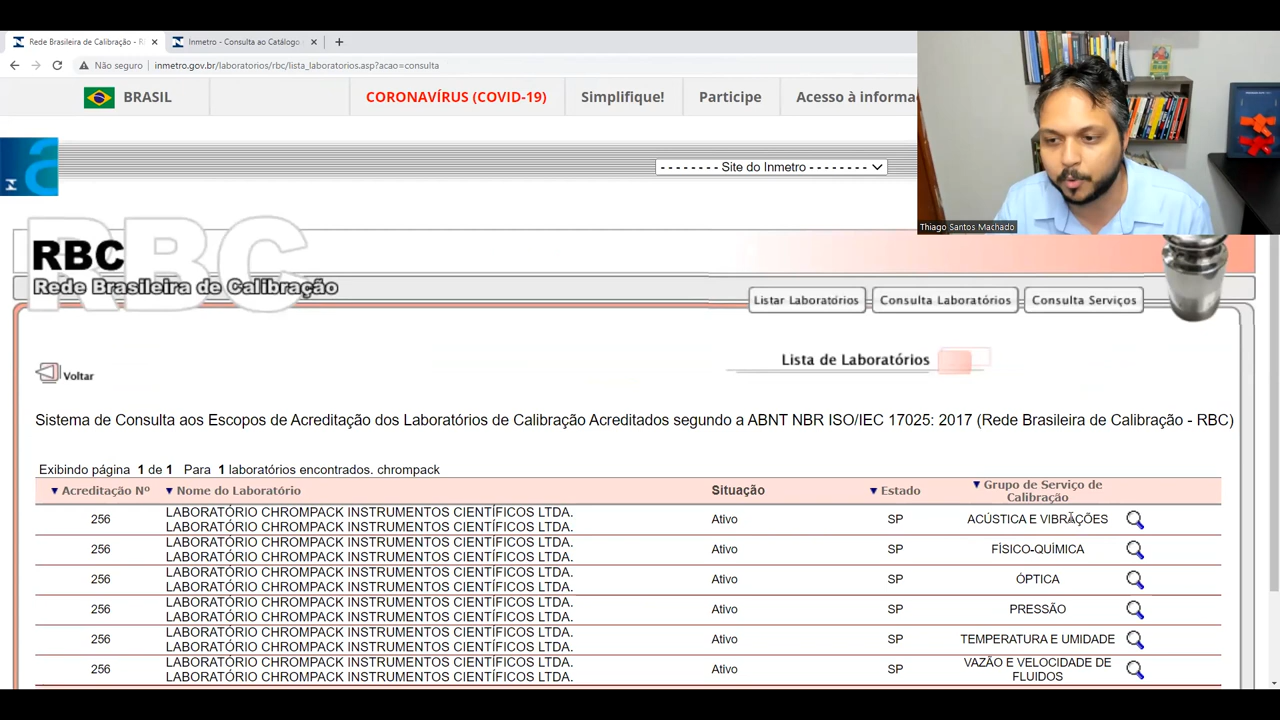 Rede Brasileira de Calibração - R
Inmetro - Consulta ao Catálogo
Não seguro
inmetro.gov.br/laboratorios/rbc/lista_laboratorios.asp?acao=consulta
BRASIL
CORONAVÍRUS (COVID-19)
Simplifique!
Participe
Acesso à informa
Thiago Santos Machado
- - - - - - - - Site do Inmetro - - - - - - - -
RBC
RBC
Rede Brasileira de Calibração
Listar Laboratórios
Consulta Laboratórios
Consulta Serviços
Voltar
Lista de Laboratórios
Sistema de Consulta aos Escopos de Acreditação dos Laboratórios de Calibração Acreditados segundo a ABNT NBR ISO/IEC 17025: 2017 (Rede Brasileira de Calibração - RBC)
Exibindo página 1 de 1 Para 1 laboratórios encontrados. chrompack
Acreditação Nº Nome do Laboratório Situação Estado Grupo de Serviço de
Calibração
256 LABORATÓRIO CHROMPACK INSTRUMENTOS CIENTÍFICOS LTDA. Ativo SP ACÚSTICA E VIBRAÇÕES
LABORATÓRIO CHROMPACK INSTRUMENTOS CIENTÍFICOS LTDA.
256 LABORATÓRIO CHROMPACK INSTRUMENTOS CIENTÍFICOS LTDA. Ativo SP FÍSICO-QUÍMICA
LABORATÓRIO CHROMPACK INSTRUMENTOS CIENTÍFICOS LTDA.
256 LABORATÓRIO CHROMPACK INSTRUMENTOS CIENTÍFICOS LTDA. Ativo SP ÓPTICA
LABORATÓRIO CHROMPACK INSTRUMENTOS CIENTÍFICOS LTDA.
256 LABORATÓRIO CHROMPACK INSTRUMENTOS CIENTÍFICOS LTDA. Ativo SP PRESSÃO
LABORATÓRIO CHROMPACK INSTRUMENTOS CIENTÍFICOS LTDA.
256 LABORATÓRIO CHROMPACK INSTRUMENTOS CIENTÍFICOS LTDA. Ativo SP TEMPERATURA E UMIDADE
LABORATÓRIO CHROMPACK INSTRUMENTOS CIENTÍFICOS LTDA.
256 LABORATÓRIO CHROMPACK INSTRUMENTOS CIENTÍFICOS LTDA. Ativo SP VAZÃO E VELOCIDADE DE
LABORATÓRIO CHROMPACK INSTRUMENTOS CIENTÍFICOS LTDA. FLUIDOS